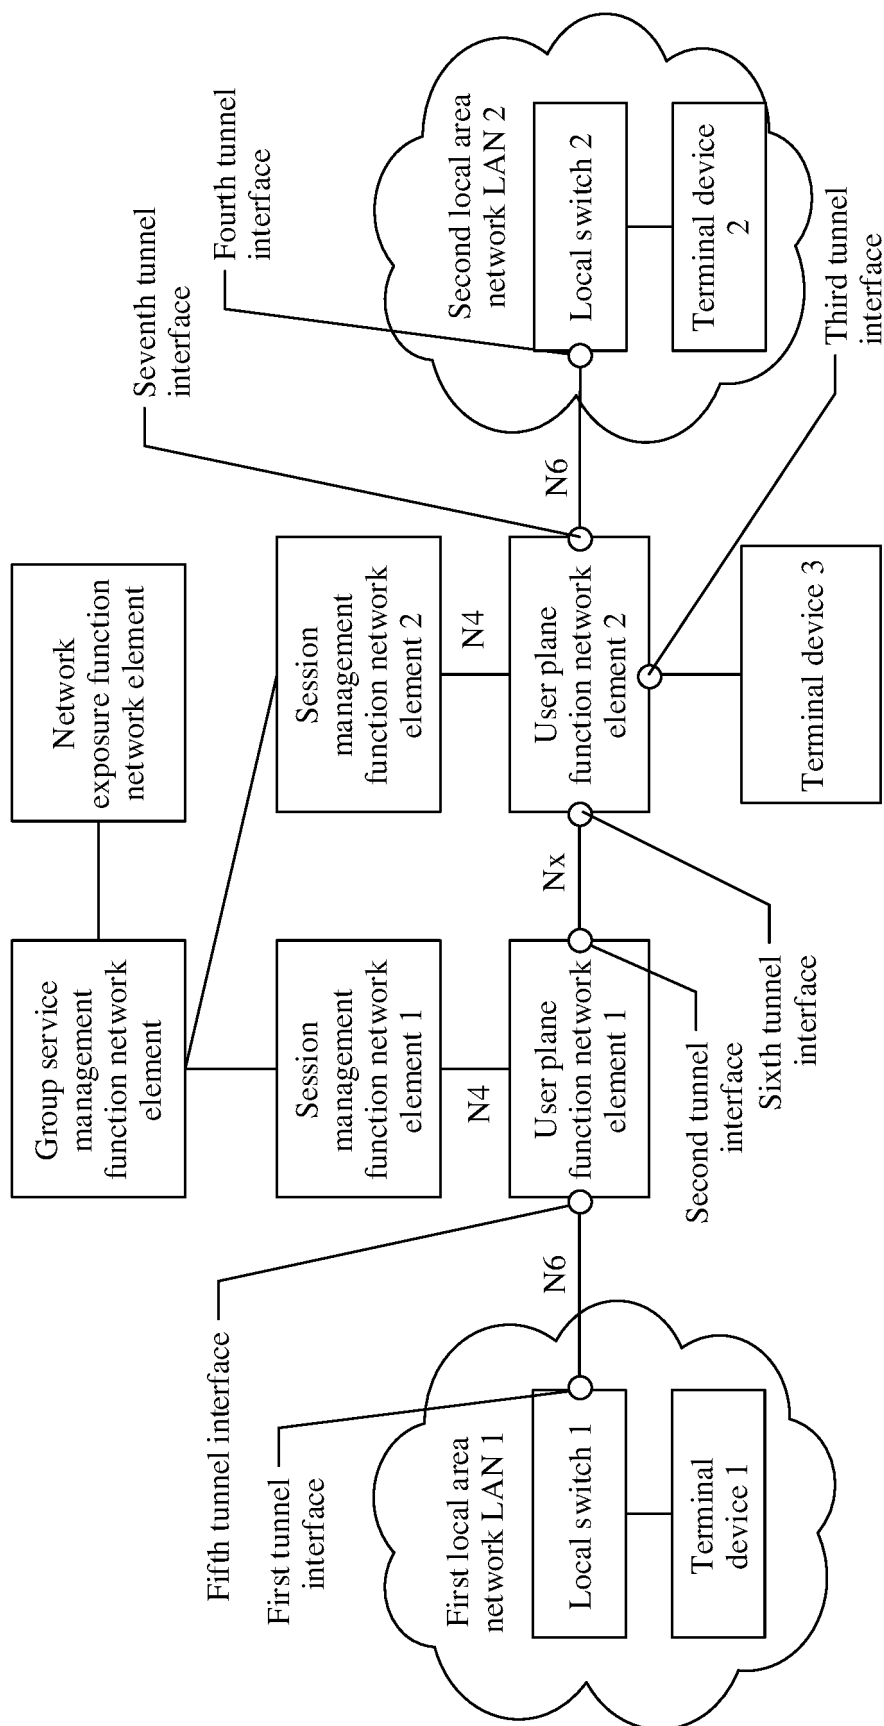 Group service
management
function network
element
Network
exposure function
network element
Seventh tunnel
interface
Fourth tunnel
interface
Fifth tunnel interface
First tunnel
interface
Session
management
function network
element 1
Session
management
function network
element 2
N4
N4
First local area
network LAN 1
Local switch 1
Terminal
device 1
N6
User plane
function network
element 1
Nx
User plane
function network
element 2
N6
Second local area
network LAN 2
Local switch 2
Terminal device
2
Second tunnel
interface
Sixth tunnel
interface
Terminal device 3
Third tunnel
interface